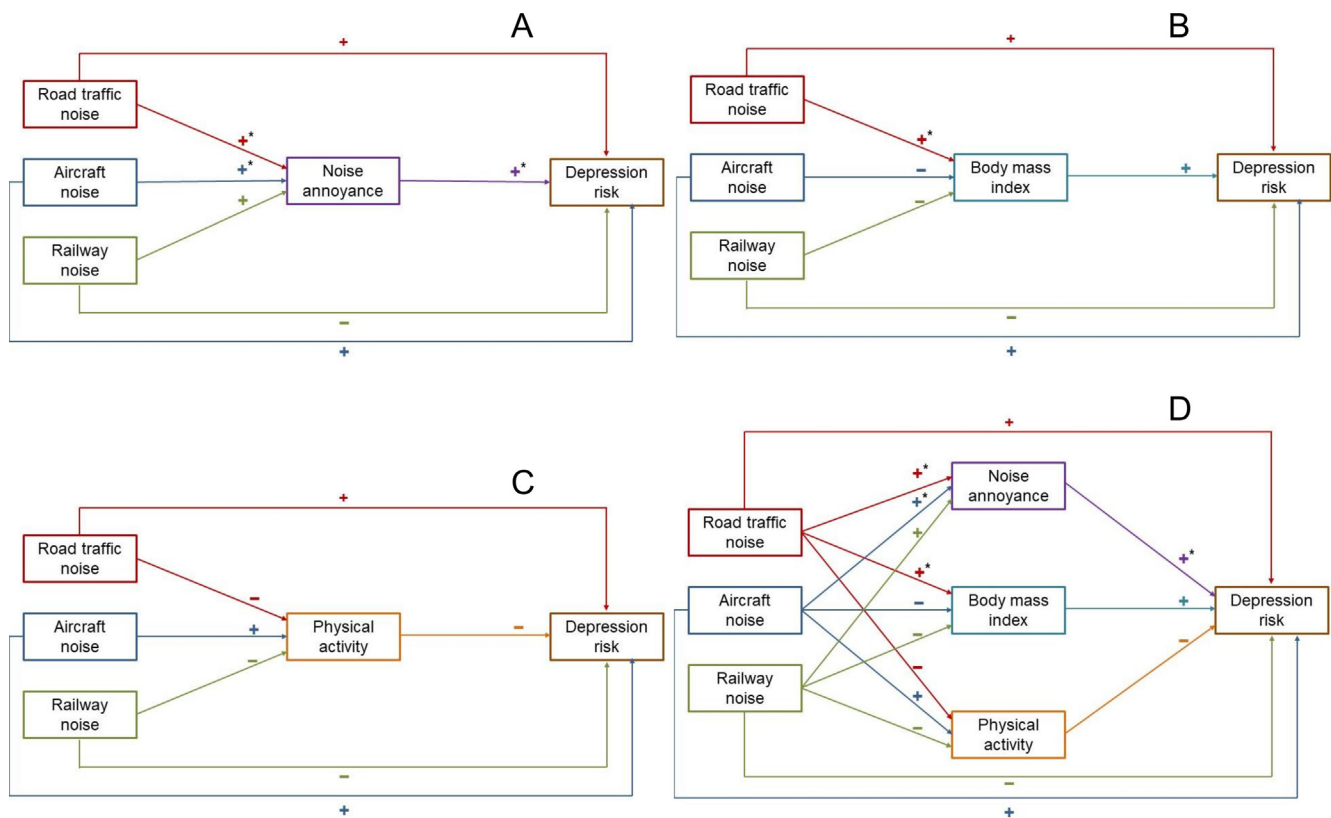 A
+
Road traffic
noise
+*
Aircraft
noise
+*
Noise
annoyance
+*
Depression
risk
+
Railway
noise
−
+
B
+
Road traffic
noise
+*
Aircraft
noise
−
Body mass
index
+
Depression
risk
−
Railway
noise
−
+
C
+
Road traffic
noise
−
Aircraft
noise
+
Physical
activity
−
Depression
risk
−
Railway
noise
−
+
D
+
+*
Noise
annoyance
+*
Road traffic
noise
+
+*
+*
Aircraft
noise
−
Body mass
index
+
Depression
risk
−
−
−
Railway
noise
+
−
Physical
activity
−
+